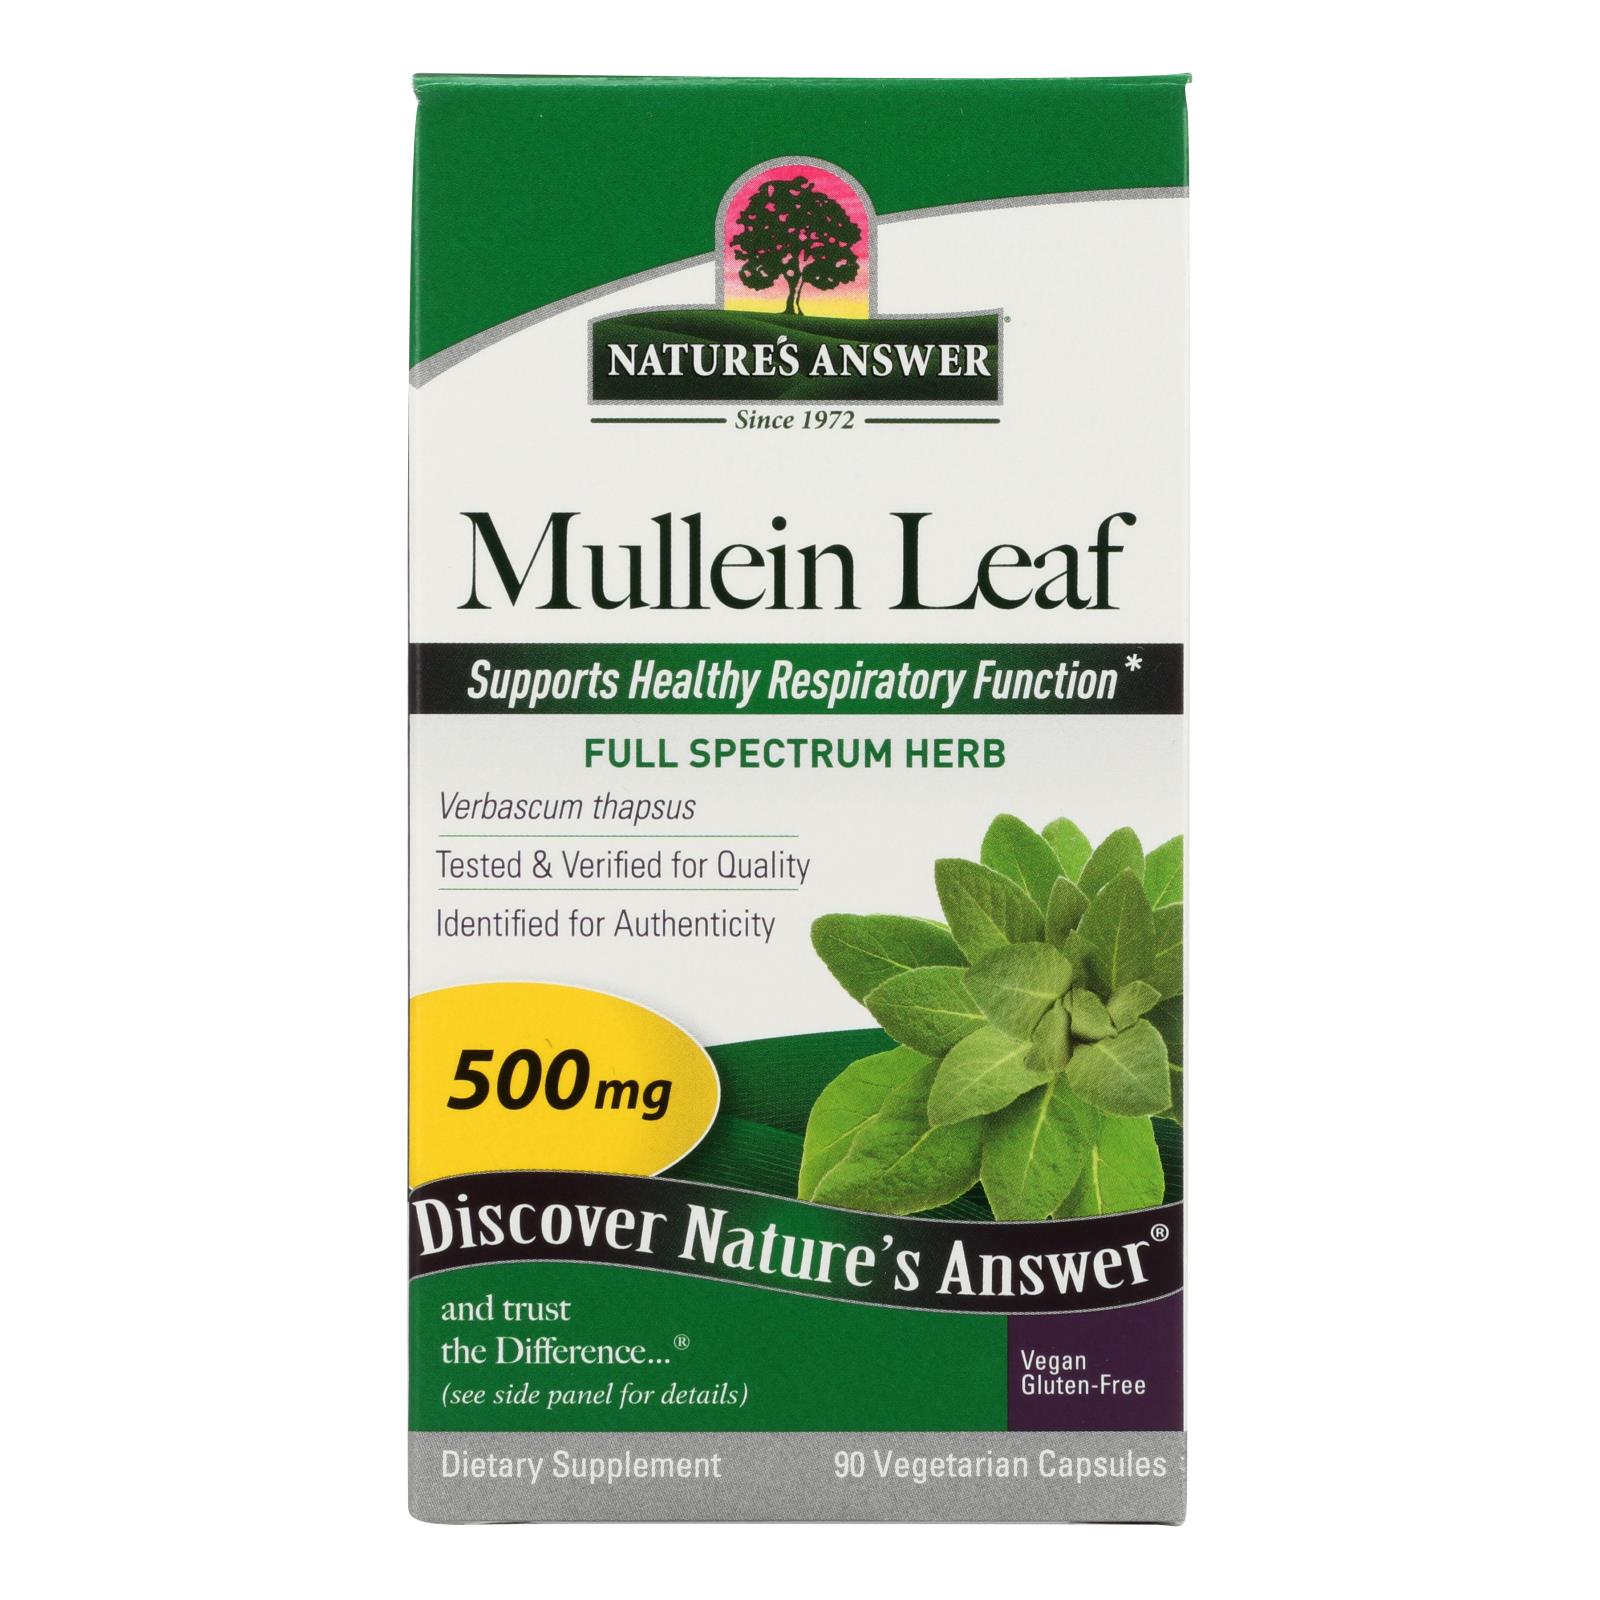 NATURE'S ANSWER®
Since 1972
Mullein Leaf
Supports Healthy Respiratory Function*
FULL SPECTRUM HERB
Verbascum thapsus
Tested & Verified for Quality
Identified for Authenticity
500 mg
Discover Nature's Answer®
and trust
the Difference...®
(see side panel for details)
Vegan
Gluten-Free
Dietary Supplement
90 Vegetarian Capsules